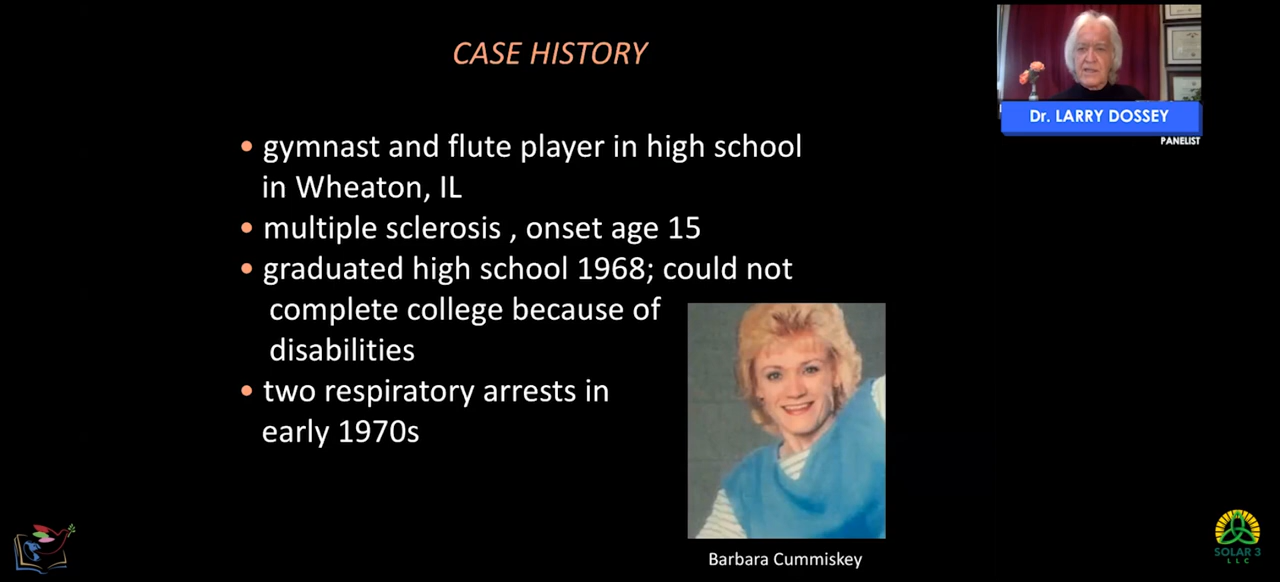 CASE HISTORY
Dr. LARRY DOSSEY
PANELIST
• gymnast and flute player in high school
in Wheaton, IL
• multiple sclerosis , onset age 15
• graduated high school 1968; could not
complete college because of
disabilities
• two respiratory arrests in
early 1970s
Barbara Cummiskey
SOLAR 3
LLC